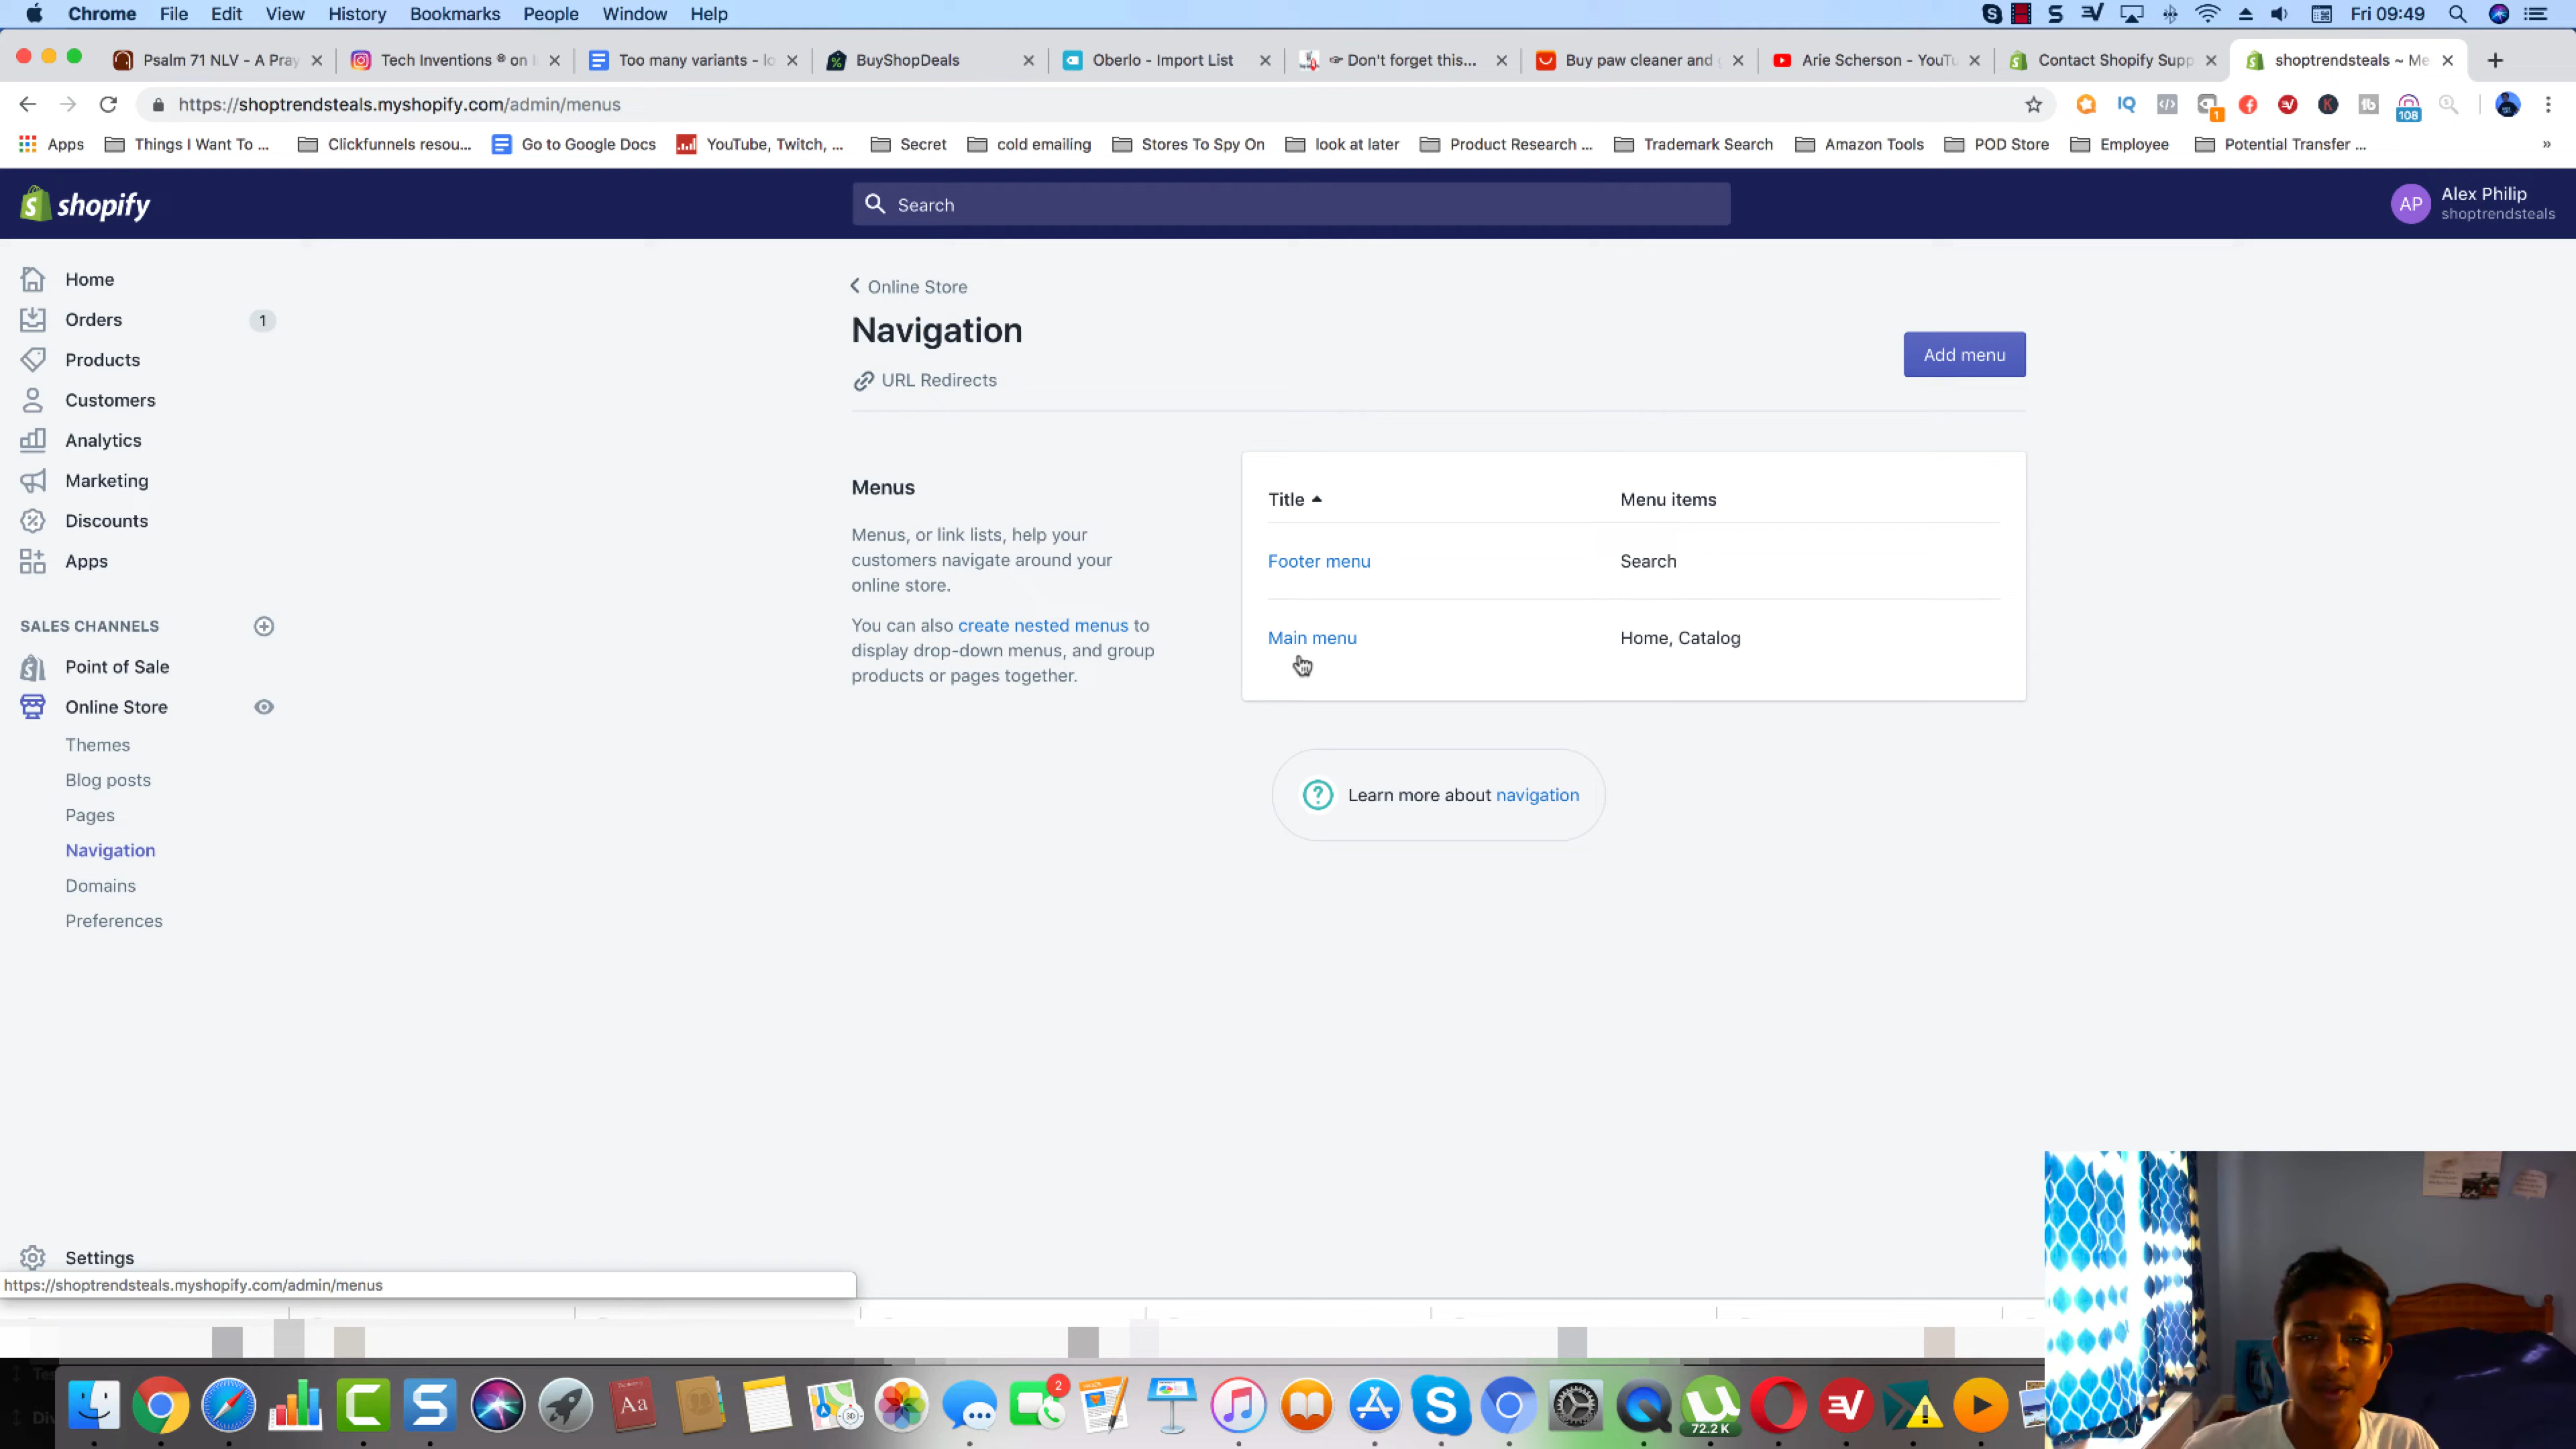 Chrome File Edit View History Bookmarks People Window Help Fri 09:49
Psalm 71 NLV - A Pray Tech Inventions ® on Too many variants - BuyShopDeals Oberlo - Import List Don't forget this... Buy paw cleaner and Arie Scherson - YouTu Contact Shopify Supp shoptrendsteals ~ Me
https://shoptrendsteals.myshopify.com/admin/menus IQ 1 108
Apps Things I Want To ... Clickfunnels resou... Go to Google Docs YouTube, Twitch, ... Secret cold emailing Stores To Spy On look at later Product Research ... Trademark Search Amazon Tools POD Store Employee Potential Transfer ... »
shopify Search AP Alex Philip
shoptrendsteals
Home
Orders 1
Products
Customers
Analytics
Marketing
Discounts
Apps
SALES CHANNELS
Point of Sale
Online Store
Themes
Blog posts
Pages
Navigation
Domains
Preferences
Settings
Online Store
Navigation
Add menu
URL Redirects
Menus
Menus, or link lists, help your
customers navigate around your
online store.
You can also create nested menus to
display drop-down menus, and group
products or pages together.
Title Menu items
Footer menu Search
Main menu Home, Catalog
Learn more about navigation
https://shoptrendsteals.myshopify.com/admin/menus
Aa 2 72.2 K